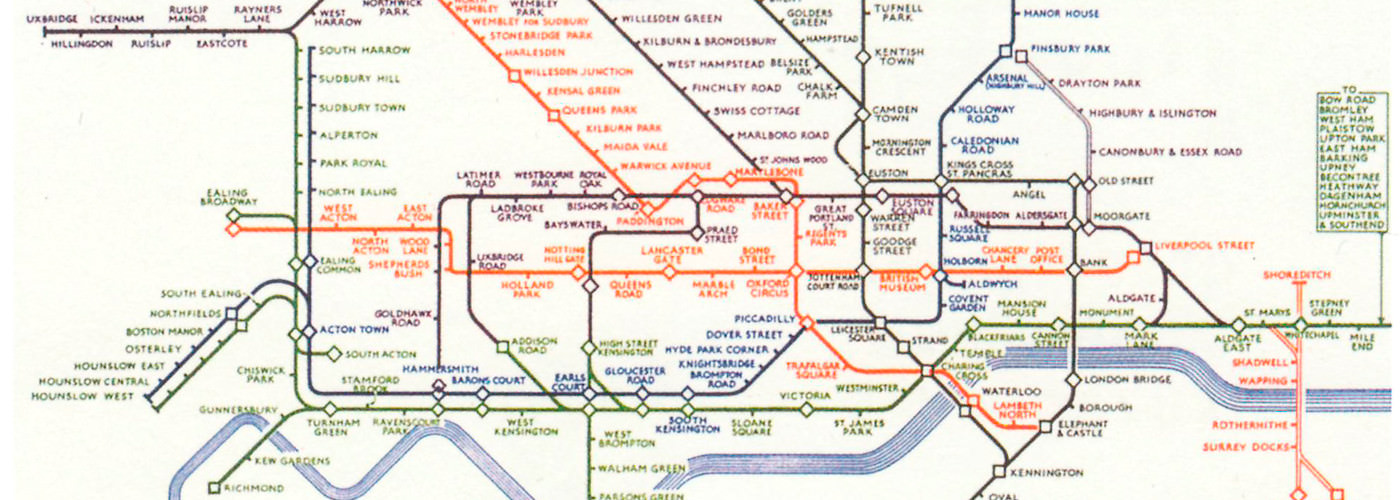 UXBRIDGE
ICKENHAM
RUISLIP
MANOR
RAYNERS
LANE
HILLINGDON
RUISLIP
EASTCOTE
WEST
HARROW
NORTHWICK
PARK
NORTH
WEMBLEY
WEMBLEY
PARK
WEMBLEY FOR SUDBURY
STONEBRIDGE PARK
HARLESDEN
WILLESDEN JUNCTION
KENSAL GREEN
QUEENS PARK
KILBURN PARK
MAIDA VALE
WARWICK AVENUE
PADDINGTON
MARYLEBONE
WILLESDEN GREEN
KILBURN & BRONDESBURY
WEST HAMPSTEAD
FINCHLEY ROAD
SWISS COTTAGE
MARLBORO ROAD
ST. JOHNS WOOD
BAKER
STREET
GOLDERS
GREEN
HAMPSTEAD
BELSIZE
PARK
CHALK
FARM
TUFNELL
PARK
KENTISH
TOWN
CAMDEN
TOWN
MORNINGTON
CRESCENT
EUSTON
MANOR HOUSE
FINSBURY PARK
ARSENAL
(HIGHBURY HILL)
HOLLOWAY
ROAD
CALEDONIAN
ROAD
KINGS CROSS
ST. PANCRAS
DRAYTON PARK
HIGHBURY & ISLINGTON
CANONBURY & ESSEX ROAD
OLD STREET
ANGEL
MOORGATE
TO
BOW ROAD
BROMLEY
WEST HAM
PLAISTOW
UPTON PARK
EAST HAM
BARKING
UPNEY
BECONTREE
HEATHWAY
DAGENHAM
HORNCHURCH
UPMINSTER
& SOUTHEND
SOUTH HARROW
SUDBURY HILL
SUDBURY TOWN
ALPERTON
PARK ROYAL
NORTH EALING
EALING
BROADWAY
WEST
ACTON
EAST
ACTON
NORTH
ACTON
WOOD
LANE
SHEPHERDS
BUSH
EALING
COMMON
LATIMER
ROAD
WESTBOURNE
PARK
ROYAL
OAK
LADBROKE
GROVE
BISHOPS ROAD
EDGWARE
ROAD
BAYSWATER
PRAED
STREET
GREAT
PORTLAND
ST.
REGENTS
PARK
WARREN
STREET
EUSTON
SQUARE
GOODGE
STREET
FARRINGDON
ALDERSGATE
RUSSELL
SQUARE
UXBRIDGE
ROAD
NOTTING
HILL GATE
LANCASTER
GATE
BOND
STREET
HOLLAND
PARK
QUEENS
ROAD
MARBLE
ARCH
OXFORD
CIRCUS
TOTTENHAM
COURT ROAD
BRITISH
MUSEUM
HOLBORN
CHANCERY
LANE
POST
OFFICE
BANK
LIVERPOOL STREET
ALDWYCH
COVENT
GARDEN
SHOREDITCH
SOUTH EALING
NORTHFIELDS
BOSTON MANOR
OSTERLEY
HOUNSLOW EAST
HOUNSLOW CENTRAL
HOUNSLOW WEST
ACTON TOWN
SOUTH ACTON
CHISWICK
PARK
GOLDHAWK
ROAD
HAMMERSMITH
STAMFORD
BROOK
BARONS COURT
EARLS
COURT
ADDISON
ROAD
HIGH STREET
KENSINGTON
GLOUCESTER
ROAD
PICCADILLY
DOVER STREET
HYDE PARK CORNER
KNIGHTSBRIDGE
BROMPTON
ROAD
LEICESTER
SQUARE
STRAND
TRAFALGAR
SQUARE
CHARING
CROSS
TEMPLE
BLACKFRIARS
MANSION
HOUSE
CANNON
STREET
MONUMENT
MARK
LANE
ALDGATE
ALDGATE
EAST
ST. MARYS
WHITECHAPEL
STEPNEY
GREEN
MILE
END
GUNNERSBURY
KEW GARDENS
RICHMOND
TURNHAM
GREEN
RAVENSCOURT
PARK
WEST
KENSINGTON
WEST
BROMPTON
WALHAM GREEN
PARSONS GREEN
SOUTH
KENSINGTON
SLOANE
SQUARE
VICTORIA
ST. JAMES
PARK
WESTMINSTER
WATERLOO
LAMBETH
NORTH
LONDON BRIDGE
BOROUGH
ELEPHANT
& CASTLE
KENNINGTON
OVAL
SHADWELL
WAPPING
ROTHERHITHE
SURREY DOCKS